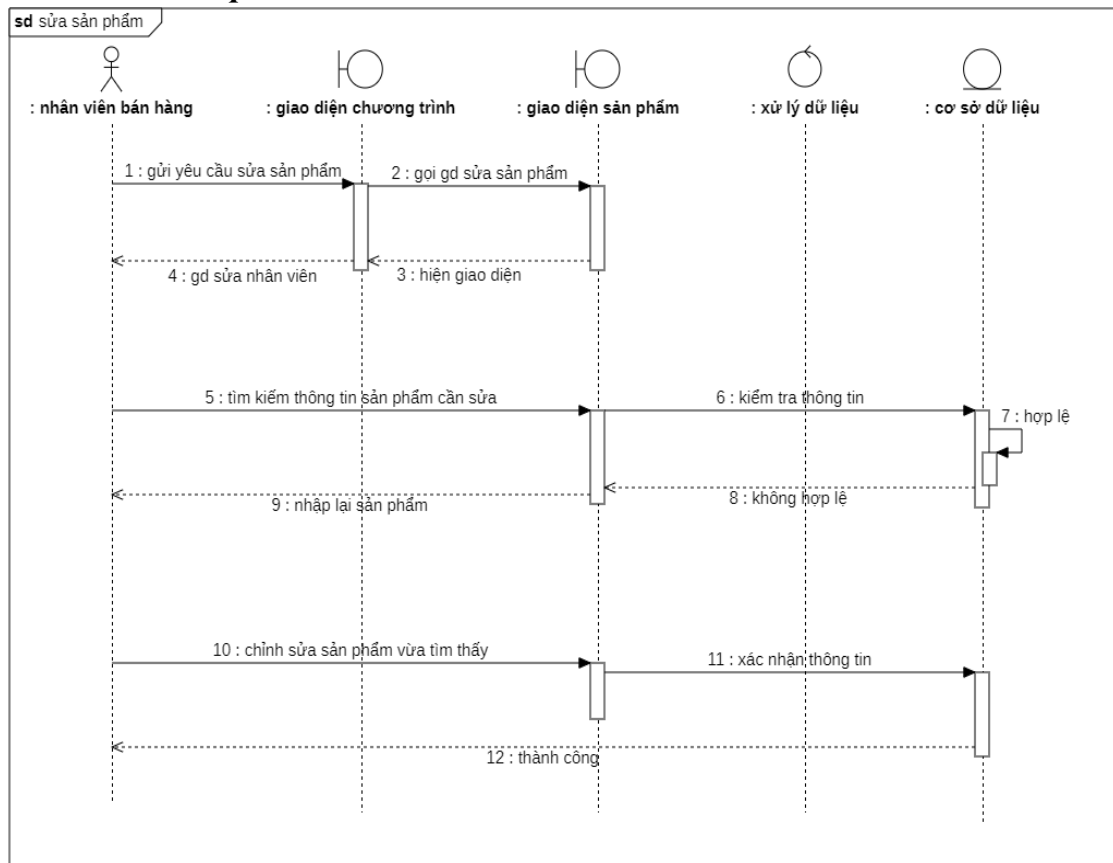 sd sửa sản phẩm
: nhân viên bán hàng
: giao diện chương trình
: giao diện sản phẩm
: xử lý dữ liệu
: cơ sở dữ liệu
1 : gửi yêu cầu sửa sản phẩm
2 : gọi gd sửa sản phẩm
4 : gd sửa nhân viên
3 : hiện giao diện
5 : tìm kiếm thông tin sản phẩm cần sửa
6 : kiểm tra thông tin
7 : hợp lệ
9 : nhập lại sản phẩm
8 : không hợp lệ
10 : chỉnh sửa sản phẩm vừa tìm thấy
11 : xác nhận thông tin
12 : thành công